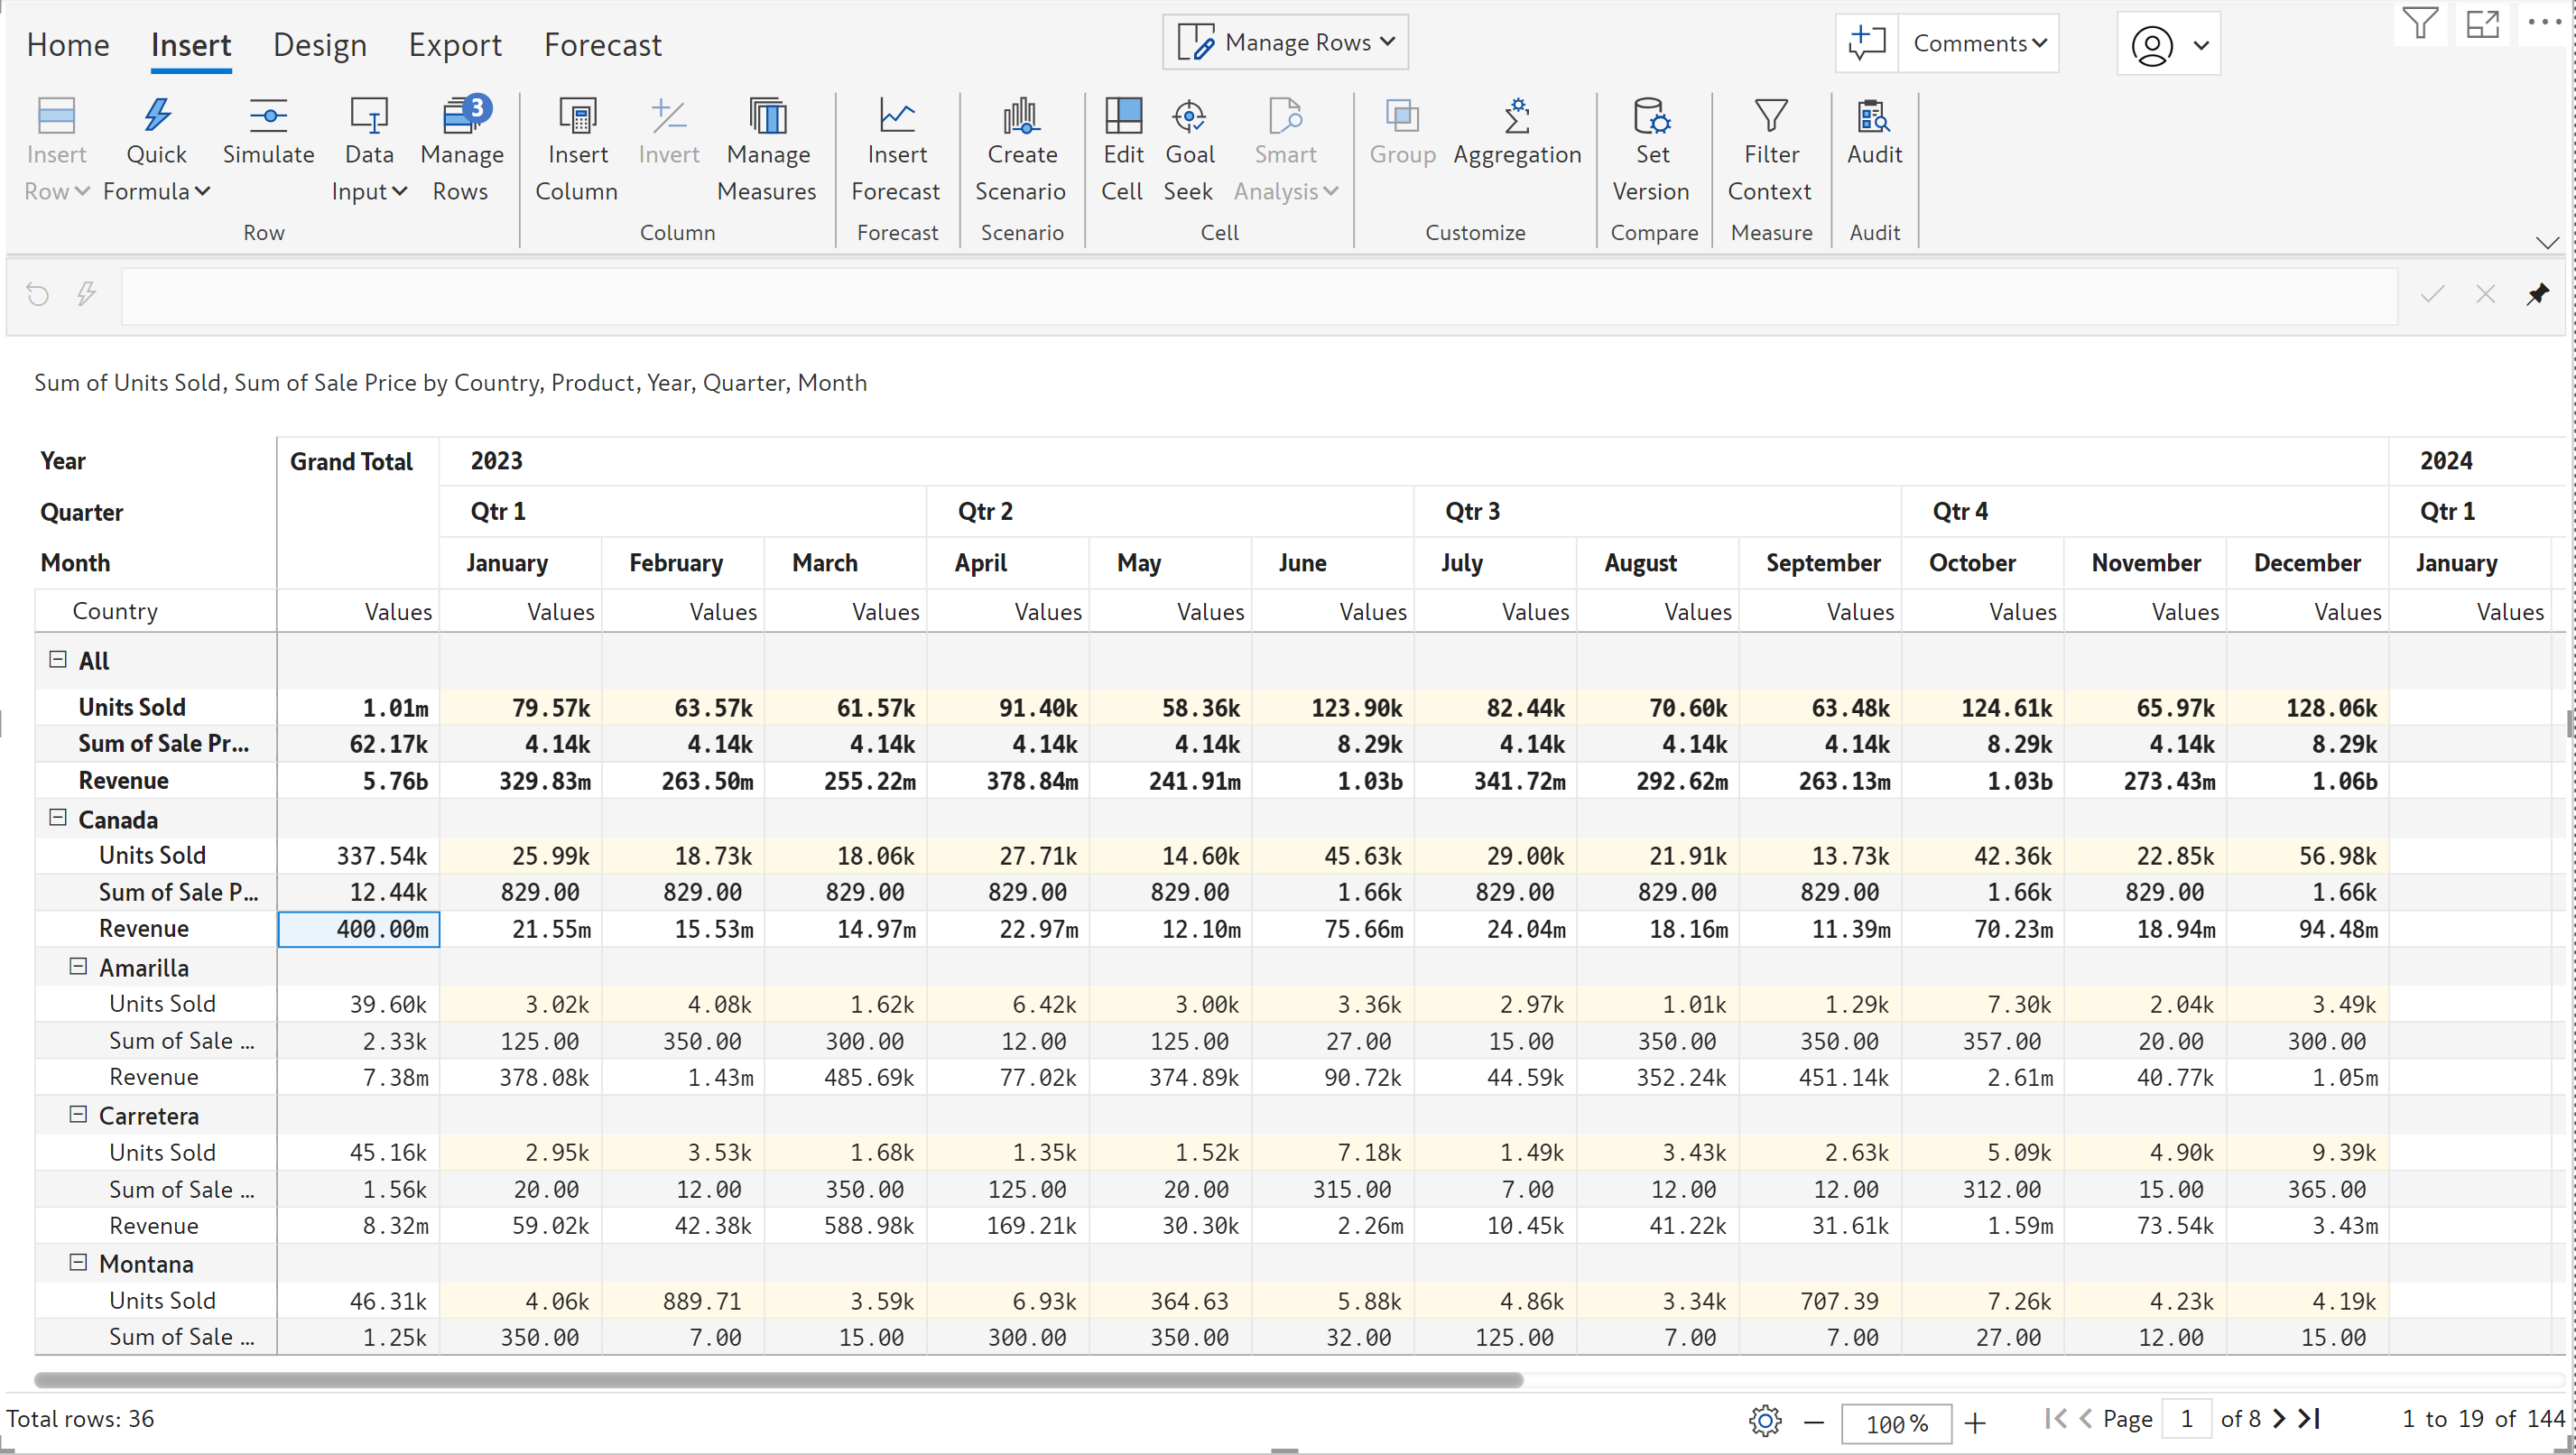 Home Insert Design Export Forecast Manage Rows Comments
Insert Row Quick Formula Simulate Data Input Manage Rows 3 Insert Column Invert Manage Measures Insert Forecast Create Scenario Edit Cell Goal Seek Smart Analysis Group Aggregation Set Version Filter Context Audit
Row Column Forecast Scenario Cell Customize Compare Measure Audit
Sum of Units Sold, Sum of Sale Price by Country, Product, Year, Quarter, Month
Year Grand Total 2023 2024
Quarter Qtr 1 Qtr 2 Qtr 3 Qtr 4 Qtr 1
Month January February March April May June July August September October November December January
Country Values Values Values Values Values Values Values Values Values Values Values Values Values Values
All
Units Sold 1.01m 79.57k 63.57k 61.57k 91.40k 58.36k 123.90k 82.44k 70.60k 63.48k 124.61k 65.97k 128.06k
Sum of Sale Pr... 62.17k 4.14k 4.14k 4.14k 4.14k 4.14k 8.29k 4.14k 4.14k 4.14k 8.29k 4.14k 8.29k
Revenue 5.76b 329.83m 263.50m 255.22m 378.84m 241.91m 1.03b 341.72m 292.62m 263.13m 1.03b 273.43m 1.06b
Canada
Units Sold 337.54k 25.99k 18.73k 18.06k 27.71k 14.60k 45.63k 29.00k 21.91k 13.73k 42.36k 22.85k 56.98k
Sum of Sale P... 12.44k 829.00 829.00 829.00 829.00 829.00 1.66k 829.00 829.00 829.00 1.66k 829.00 1.66k
Revenue 400.00m 21.55m 15.53m 14.97m 22.97m 12.10m 75.66m 24.04m 18.16m 11.39m 70.23m 18.94m 94.48m
Amarilla
Units Sold 39.60k 3.02k 4.08k 1.62k 6.42k 3.00k 3.36k 2.97k 1.01k 1.29k 7.30k 2.04k 3.49k
Sum of Sale ... 2.33k 125.00 350.00 300.00 12.00 125.00 27.00 15.00 350.00 350.00 357.00 20.00 300.00
Revenue 7.38m 378.08k 1.43m 485.69k 77.02k 374.89k 90.72k 44.59k 352.24k 451.14k 2.61m 40.77k 1.05m
Carretera
Units Sold 45.16k 2.95k 3.53k 1.68k 1.35k 1.52k 7.18k 1.49k 3.43k 2.63k 5.09k 4.90k 9.39k
Sum of Sale ... 1.56k 20.00 12.00 350.00 125.00 20.00 315.00 7.00 12.00 12.00 312.00 15.00 365.00
Revenue 8.32m 59.02k 42.38k 588.98k 169.21k 30.30k 2.26m 10.45k 41.22k 31.61k 1.59m 73.54k 3.43m
Montana
Units Sold 46.31k 4.06k 889.71 3.59k 6.93k 364.63 5.88k 4.86k 3.34k 707.39 7.26k 4.23k 4.19k
Sum of Sale ... 1.25k 350.00 7.00 15.00 300.00 350.00 32.00 125.00 7.00 7.00 27.00 12.00 15.00
Total rows: 36 100% Page 1 of 8 1 to 19 of 144